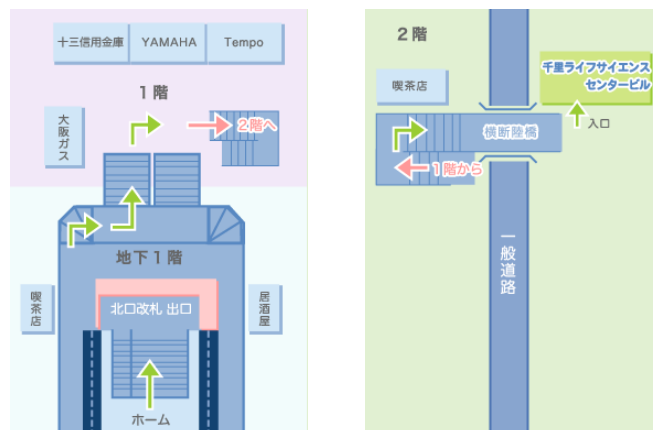 十三信用金庫
YAMAHA
Tempo
1階
大阪ガス
2階へ
地下1階
喫茶店
北口改札 出口
居酒屋
ホーム
2階
喫茶店
千里ライフサイエンス
センタービル
横断陸橋
入口
1階から
一般道路